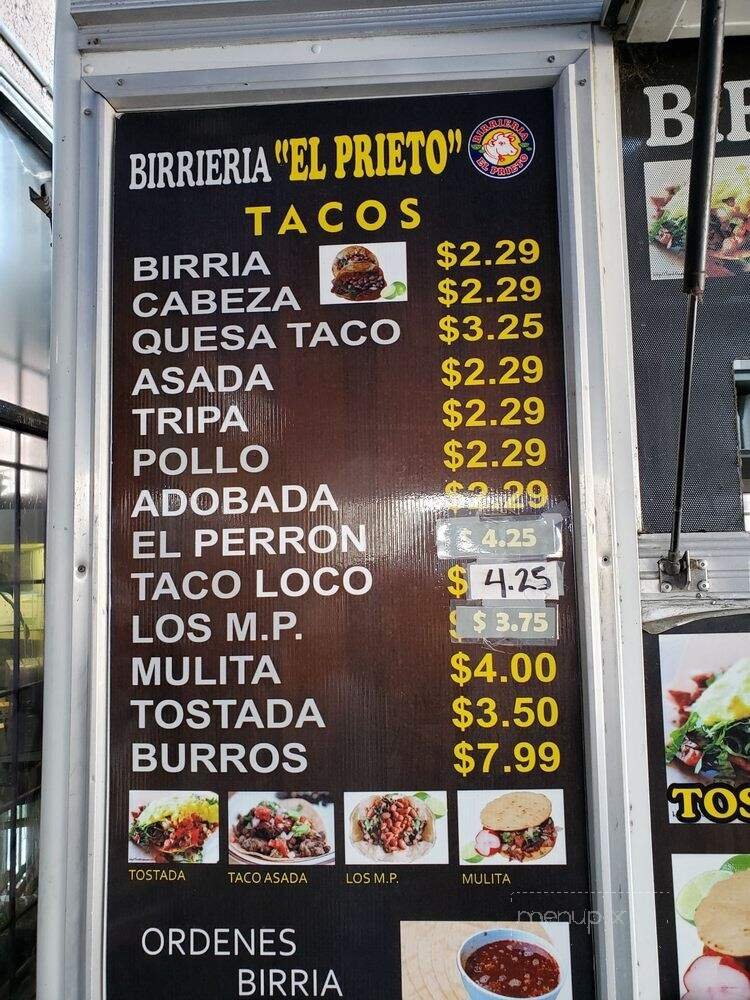 BIRRIERIA "EL PRIETO"
BIRRIERIA
EL PRIETO
TACOS
BIRRIA $2.29
CABEZA $2.29
QUESA TACO $3.25
ASADA $2.29
TRIPA $2.29
POLLO $2.29
ADOBADA $2.29
EL PERRON $ 4.25
TACO LOCO $ 4.25
LOS M.P. $ 3.75
MULITA $4.00
TOSTADA $3.50
BURROS $7.99
TOSTADA
TACO ASADA
LOS M.P.
MULITA
ORDENES
BIRRIA
menupix
TOS